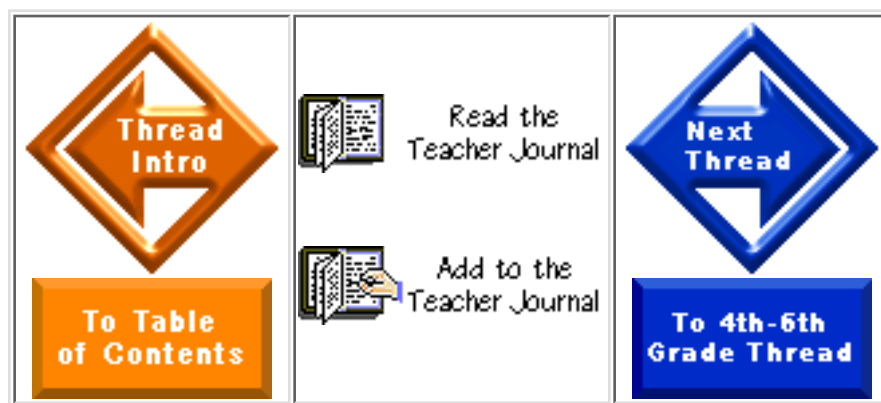 Thread
Intro
To Table
of Contents
Read the
Teacher Journal
Add to the
Teacher Journal
Next
Thread
To 4th-6th
Grade Thread